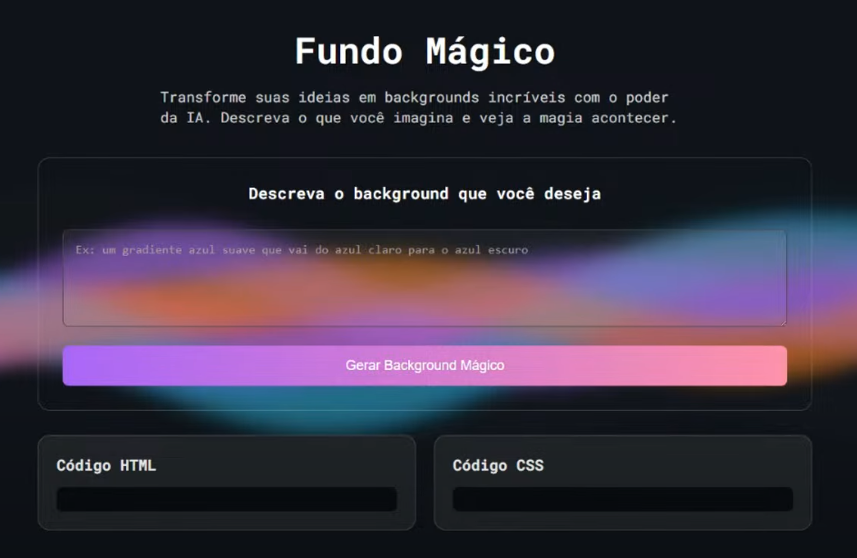 Fundo Mágico
Transforme suas ideias em backgrounds incríveis com o poder
da IA. Descreva o que você imagina e veja a magia acontecer.
Descreva o background que você deseja
Ex: um gradiente azul suave que vai do azul claro para o azul escuro
Gerar Background Mágico
Código HTML
Código CSS